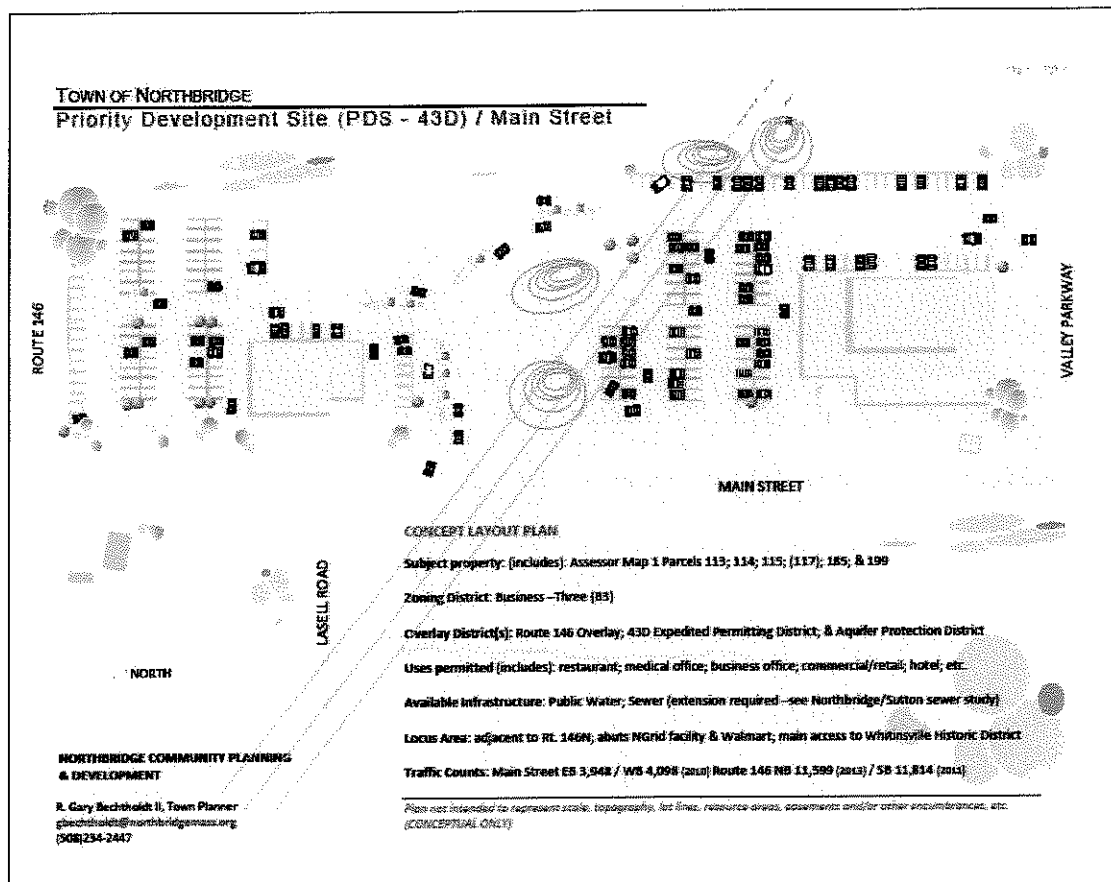 TOWN OF NORTHBRIDGE
Priority Development Site (PDS - 43D) / Main Street
ROUTE 146
VALLEY PARKWAY
MAIN STREET
LASELL ROAD
NORTH
CONCEPT LAYOUT PLAN
Subject property: (includes): Assessor Map 1 Parcels 113; 114; 115; (117); 185; & 199
Zoning District: Business –Three (B3)
Overlay District(s): Route 146 Overlay; 43D Expedited Permitting District; & Aquifer Protection District
Uses permitted (includes): restaurant; medical office; business office; commercial/retail; hotel; etc.
Available Infrastructure: Public Water; Sewer (extension required –see Northbridge/Sutton sewer study)
Locus Area: adjacent to Rt. 146N; abuts NGrid facility & Walmart; main access to Whitinsville Historic District
Traffic Counts: Main Street EB 3,948 / WB 4,098 (2010) Route 146 NB 11,599 (2013) / SB 11,814 (2013)
Plan not intended to represent scale, topography, lot lines, resource areas, easements and/or other encumbrances, etc.
(CONCEPTUAL ONLY)
NORTHBRIDGE COMMUNITY PLANNING
& DEVELOPMENT
R. Gary Bechtholdt II, Town Planner
gbechtholdt@northbridgemass.org
(508)234-2447